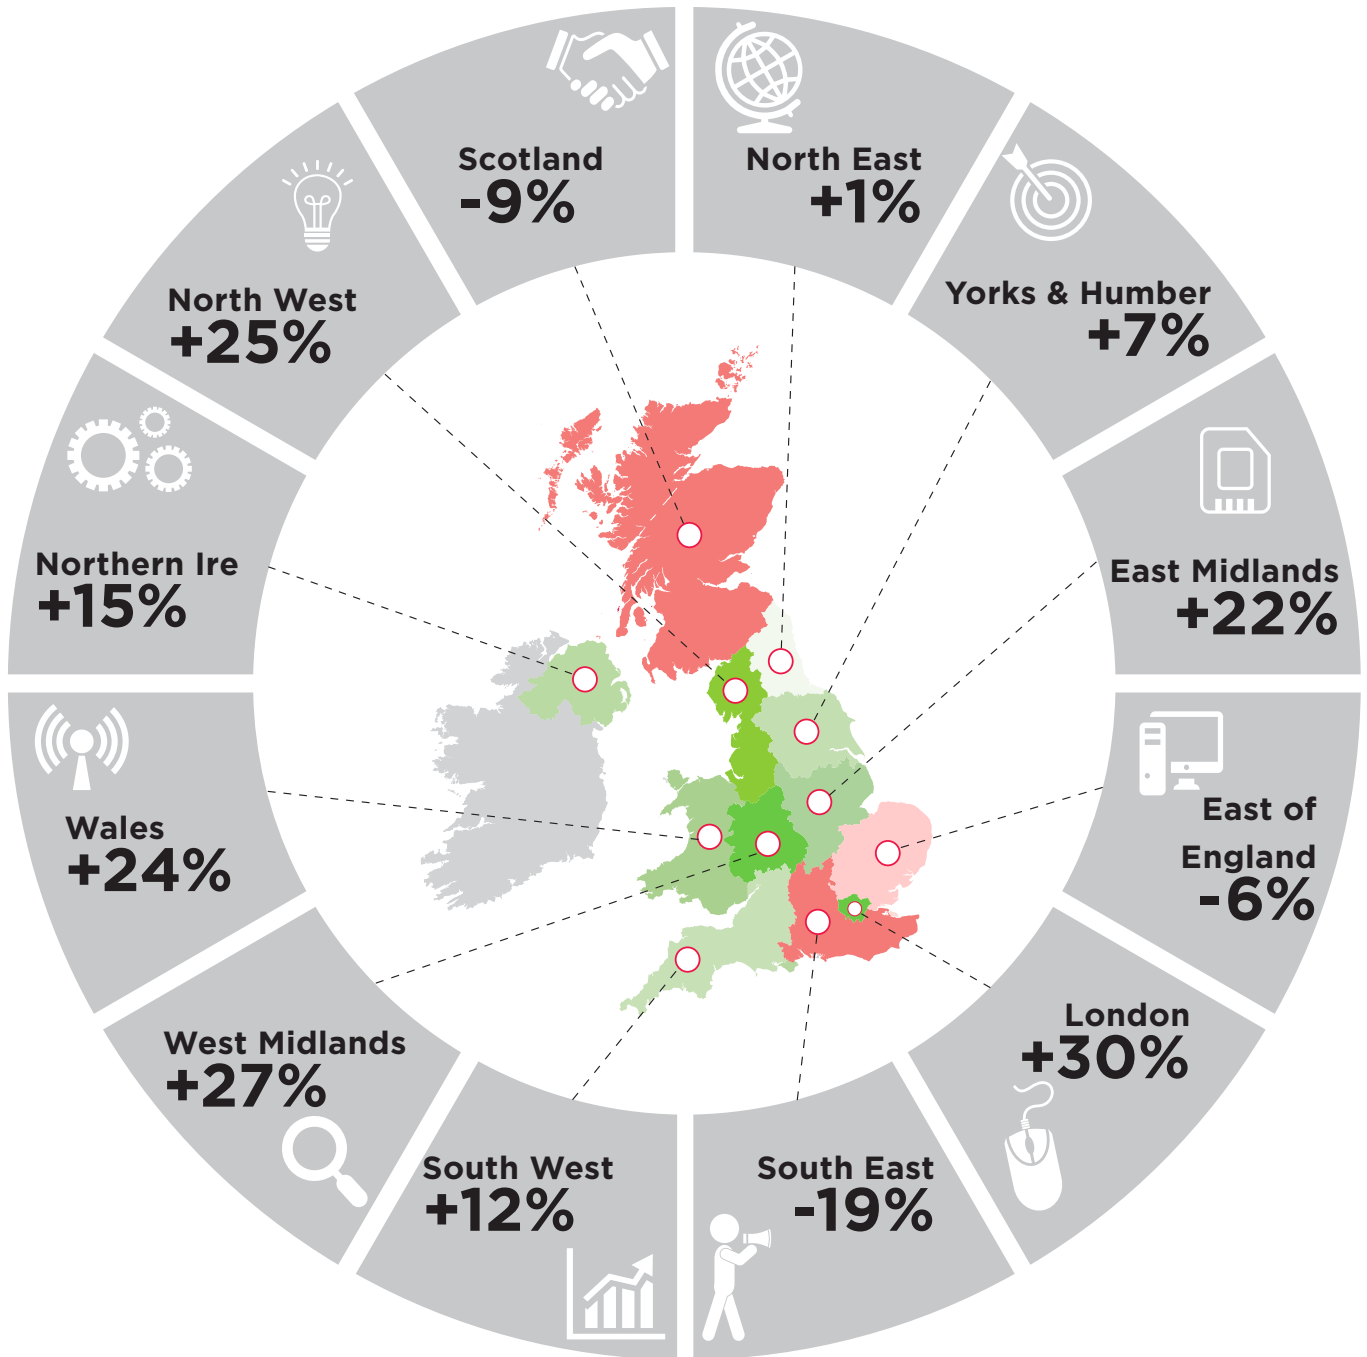 Scotland
-9%
North East
+1%
Yorks & Humber
+7%
East Midlands
+22%
East of
England
-6%
London
+30%
South East
-19%
South West
+12%
West Midlands
+27%
Wales
+24%
Northern Ire
+15%
North West
+25%